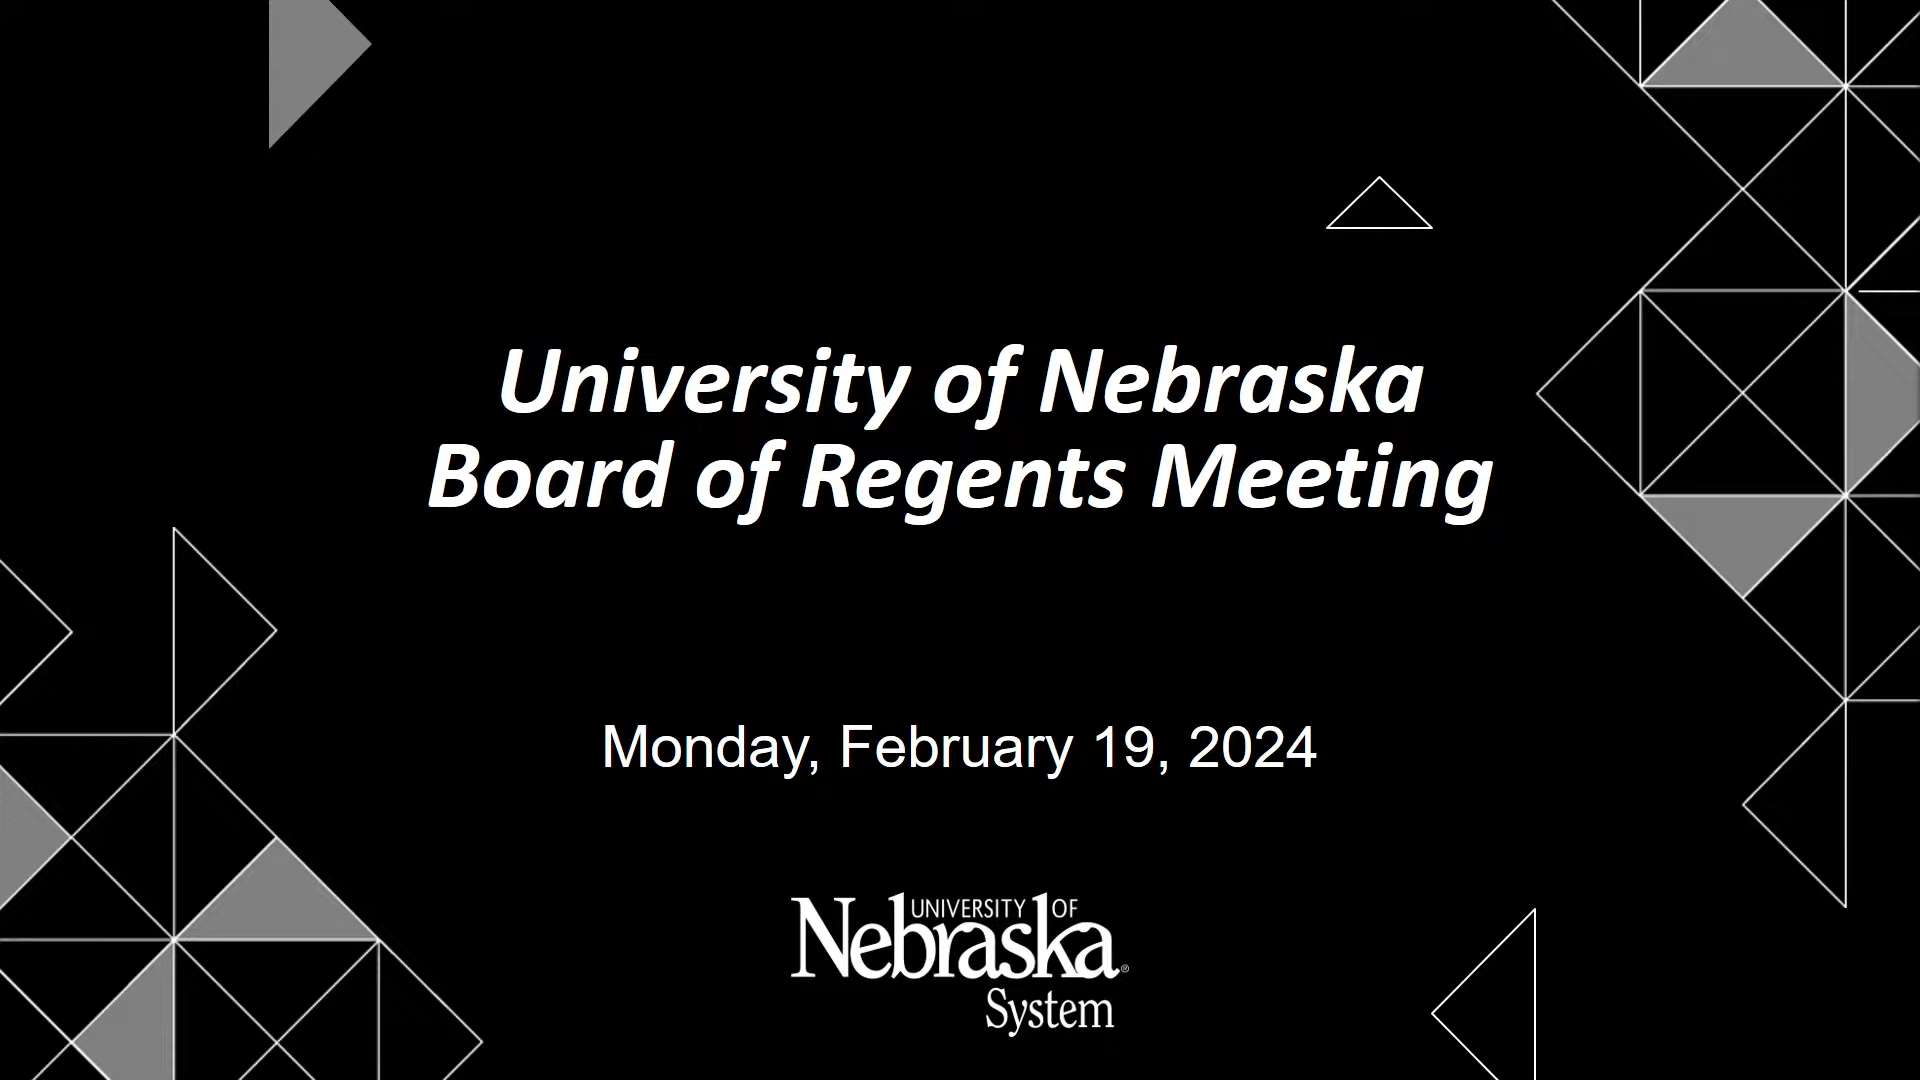 University of Nebraska
Board of Regents Meeting
Monday, February 19, 2024
UNIVERSITY OF
Nebraska®
System